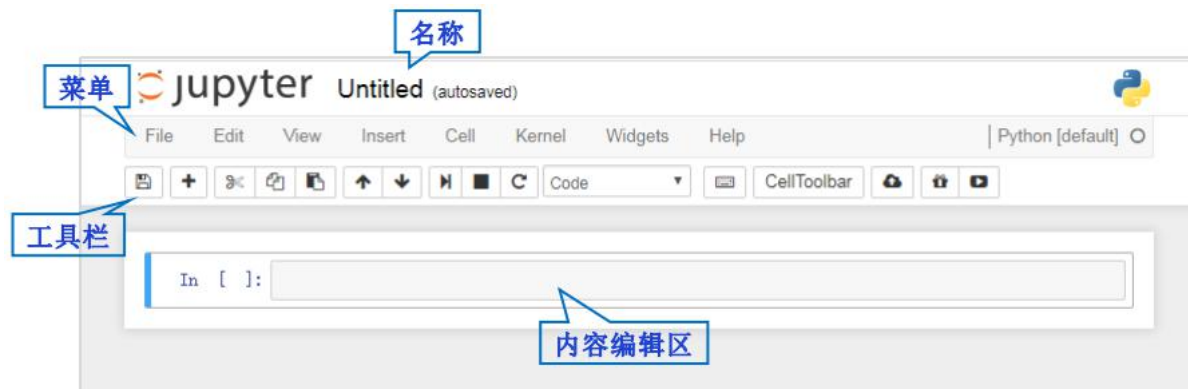 名称
菜单
jupyter Untitled (autosaved)
File Edit View Insert Cell Kernel Widgets Help Python [default]
Code CellToolbar
工具栏
In [ ]:
内容编辑区